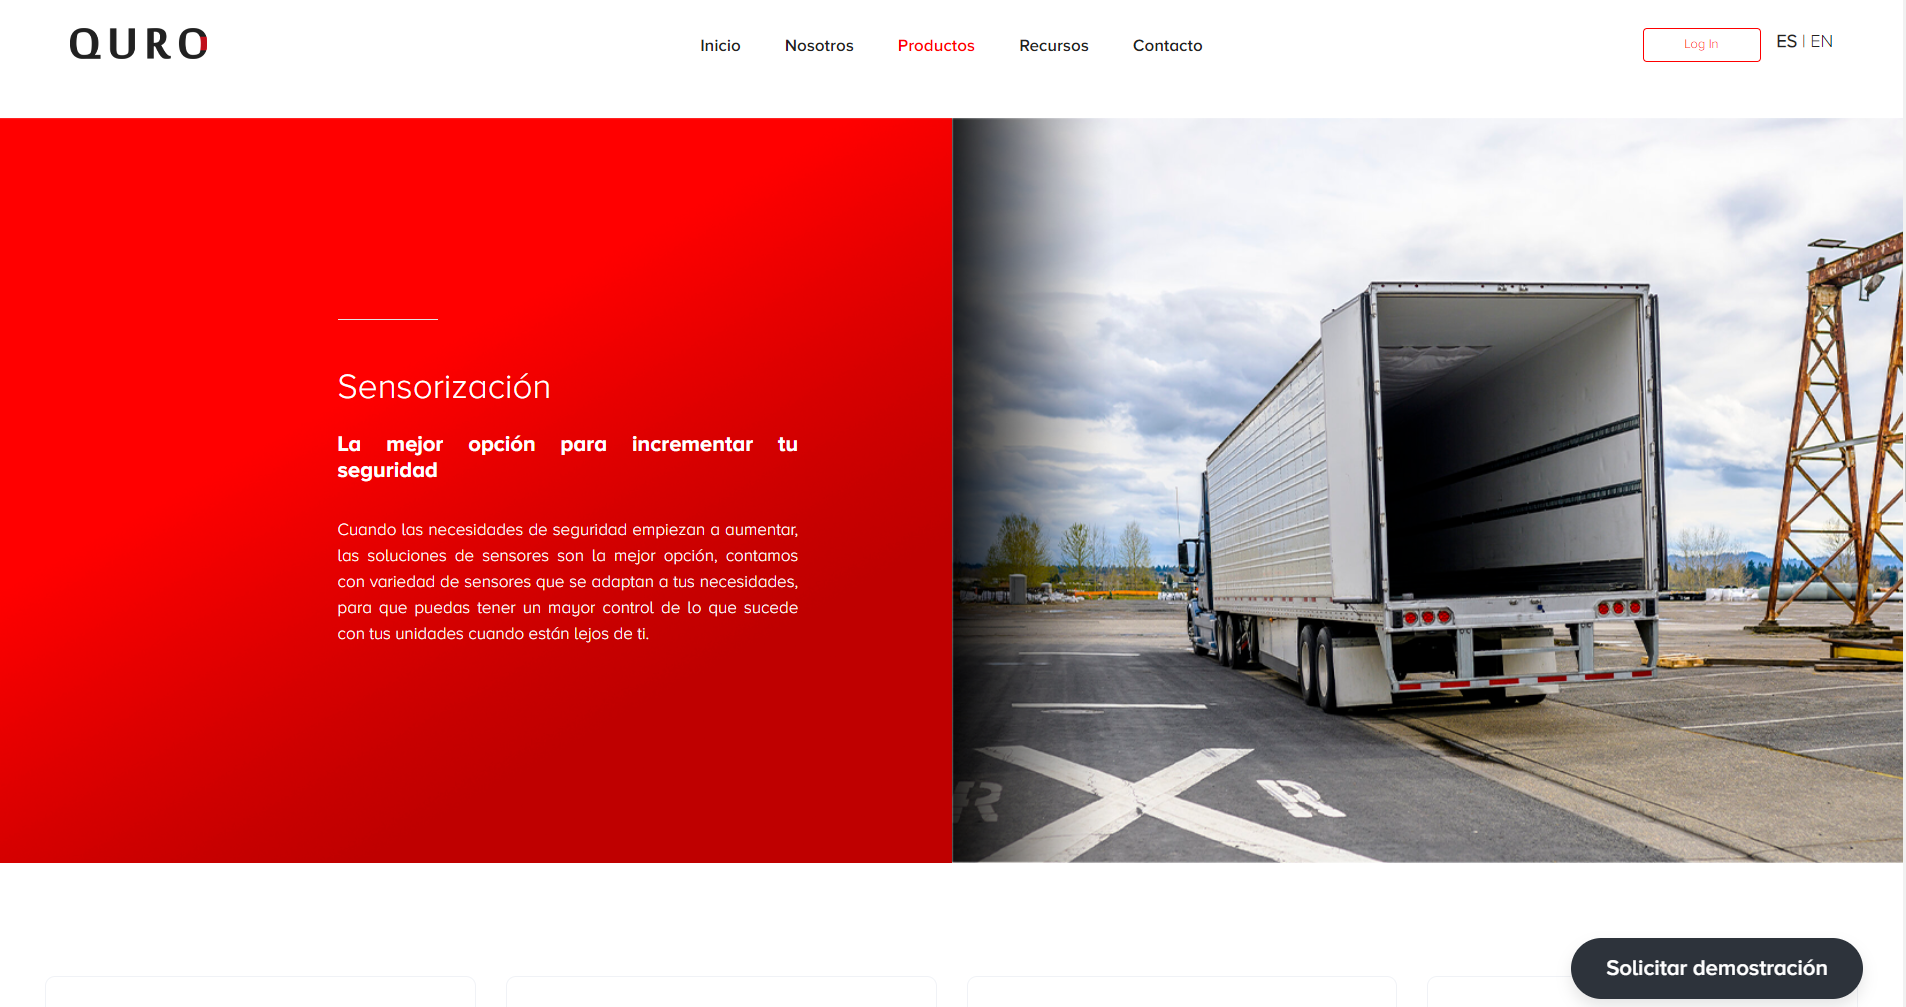 QURO
Inicio
Nosotros
Productos
Recursos
Contacto
Log In
ES | EN
Sensorización
La mejor opción para incrementar tu
seguridad
Cuando las necesidades de seguridad empiezan a aumentar,
las soluciones de sensores son la mejor opción, contamos
con variedad de sensores que se adaptan a tus necesidades,
para que puedas tener un mayor control de lo que sucede
con tus unidades cuando están lejos de ti.
R
R
Solicitar demostración